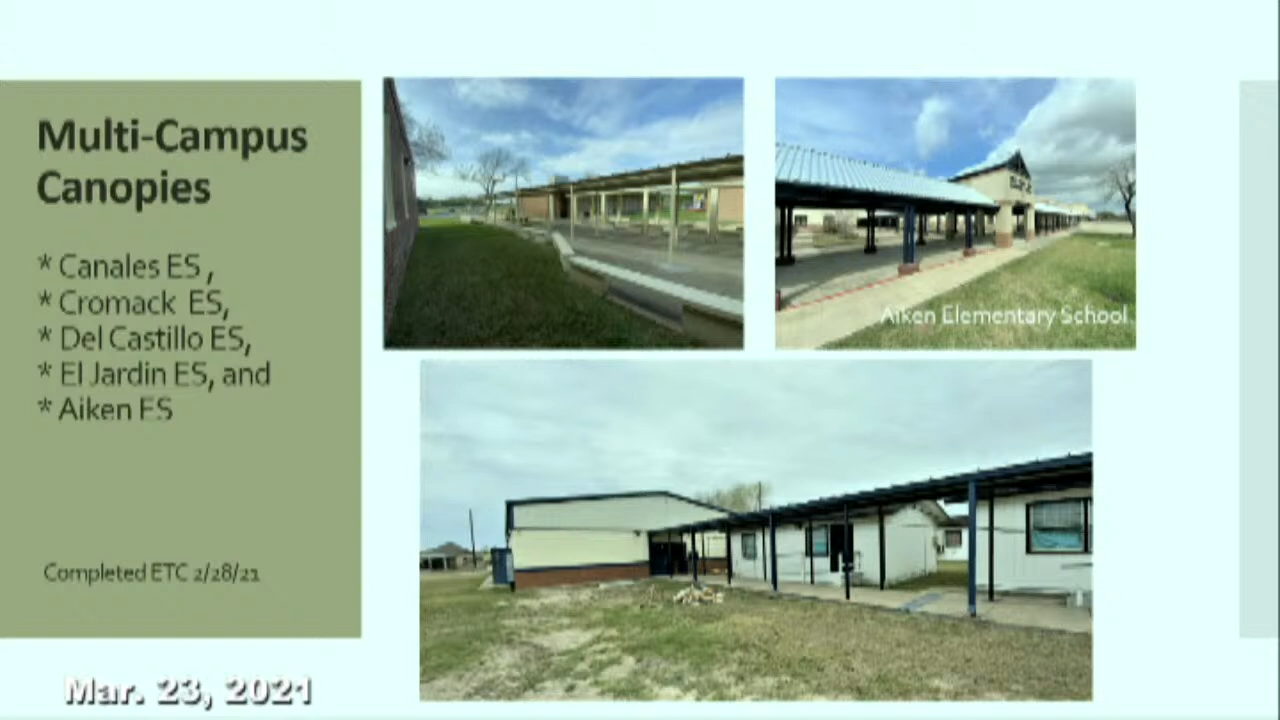 Multi-Campus
Canopies
* Canales ES ,
* Cromack ES,
* Del Castillo ES,
* El Jardin ES, and
* Aiken ES
Completed ETC 2/28/21
Aiken Elementary School
Mar. 23, 2021